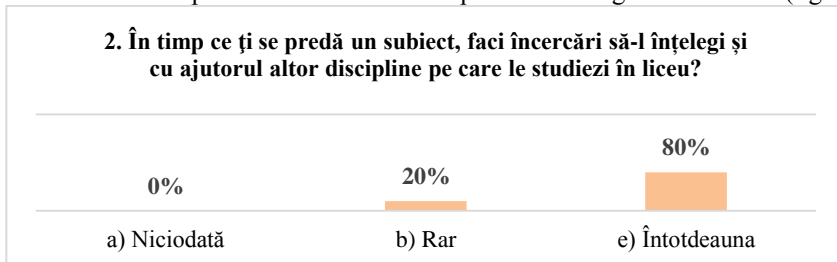 2. În timp ce ţi se predă un subiect, faci încercări să-l înțelegi și
cu ajutorul altor discipline pe care le studiezi în liceu?
0%
20%
80%
a) Niciodată
b) Rar
e) Întotdeauna